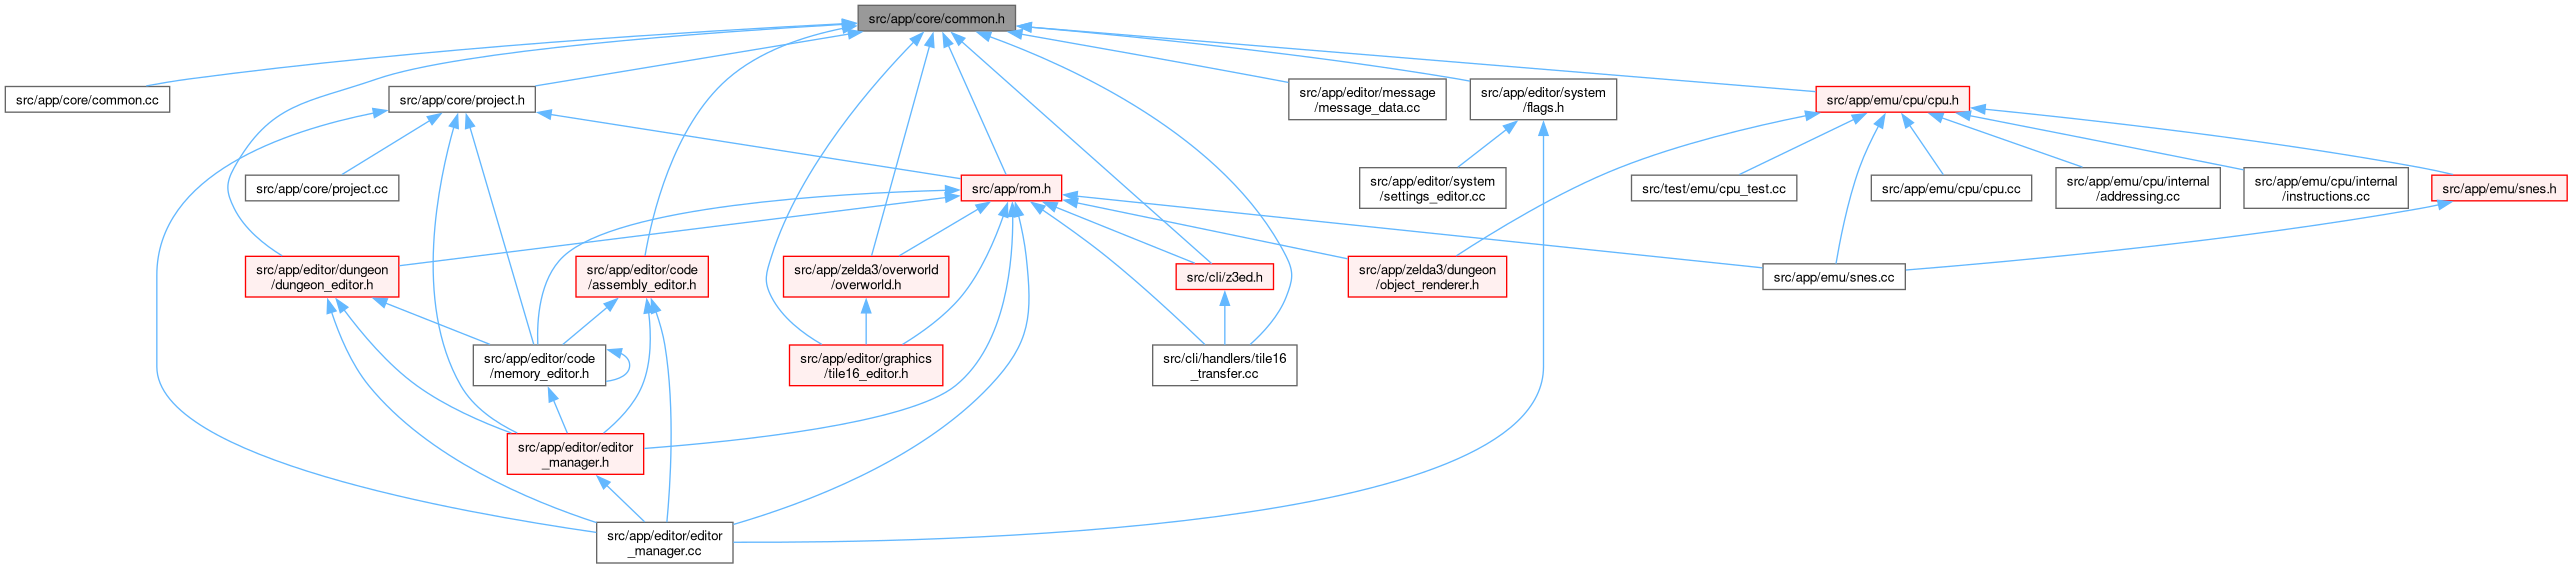 src/app/core/common.h
src/app/core/common.cc
src/app/core/project.h
src/app/editor/message
/message_data.cc
src/app/editor/system
/flags.h
src/app/emu/cpu/cpu.h
src/app/core/project.cc
src/app/rom.h
src/app/editor/system
/settings_editor.cc
src/test/emu/cpu_test.cc
src/app/emu/cpu/cpu.cc
src/app/emu/cpu/internal
/addressing.cc
src/app/emu/cpu/internal
/instructions.cc
src/app/emu/snes.h
src/app/editor/dungeon
/dungeon_editor.h
src/app/editor/code
/assembly_editor.h
src/app/zelda3/overworld
/overworld.h
src/cli/z3ed.h
src/app/zelda3/dungeon
/object_renderer.h
src/app/emu/snes.cc
src/app/editor/code
/memory_editor.h
src/app/editor/graphics
/tile16_editor.h
src/cli/handlers/tile16
_transfer.cc
src/app/editor/editor
_manager.h
src/app/editor/editor
_manager.cc